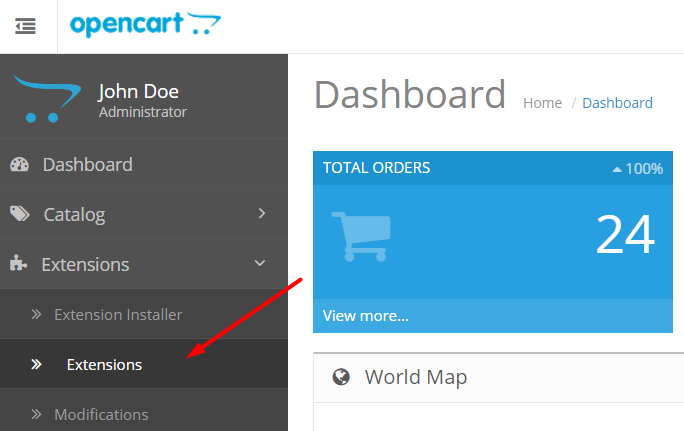 opencart
John Doe
Administrator
Dashboard
Catalog
Extensions
Extension Installer
Extensions
Modifications
Dashboard
Home / Dashboard
TOTAL ORDERS
100%
24
View more...
World Map